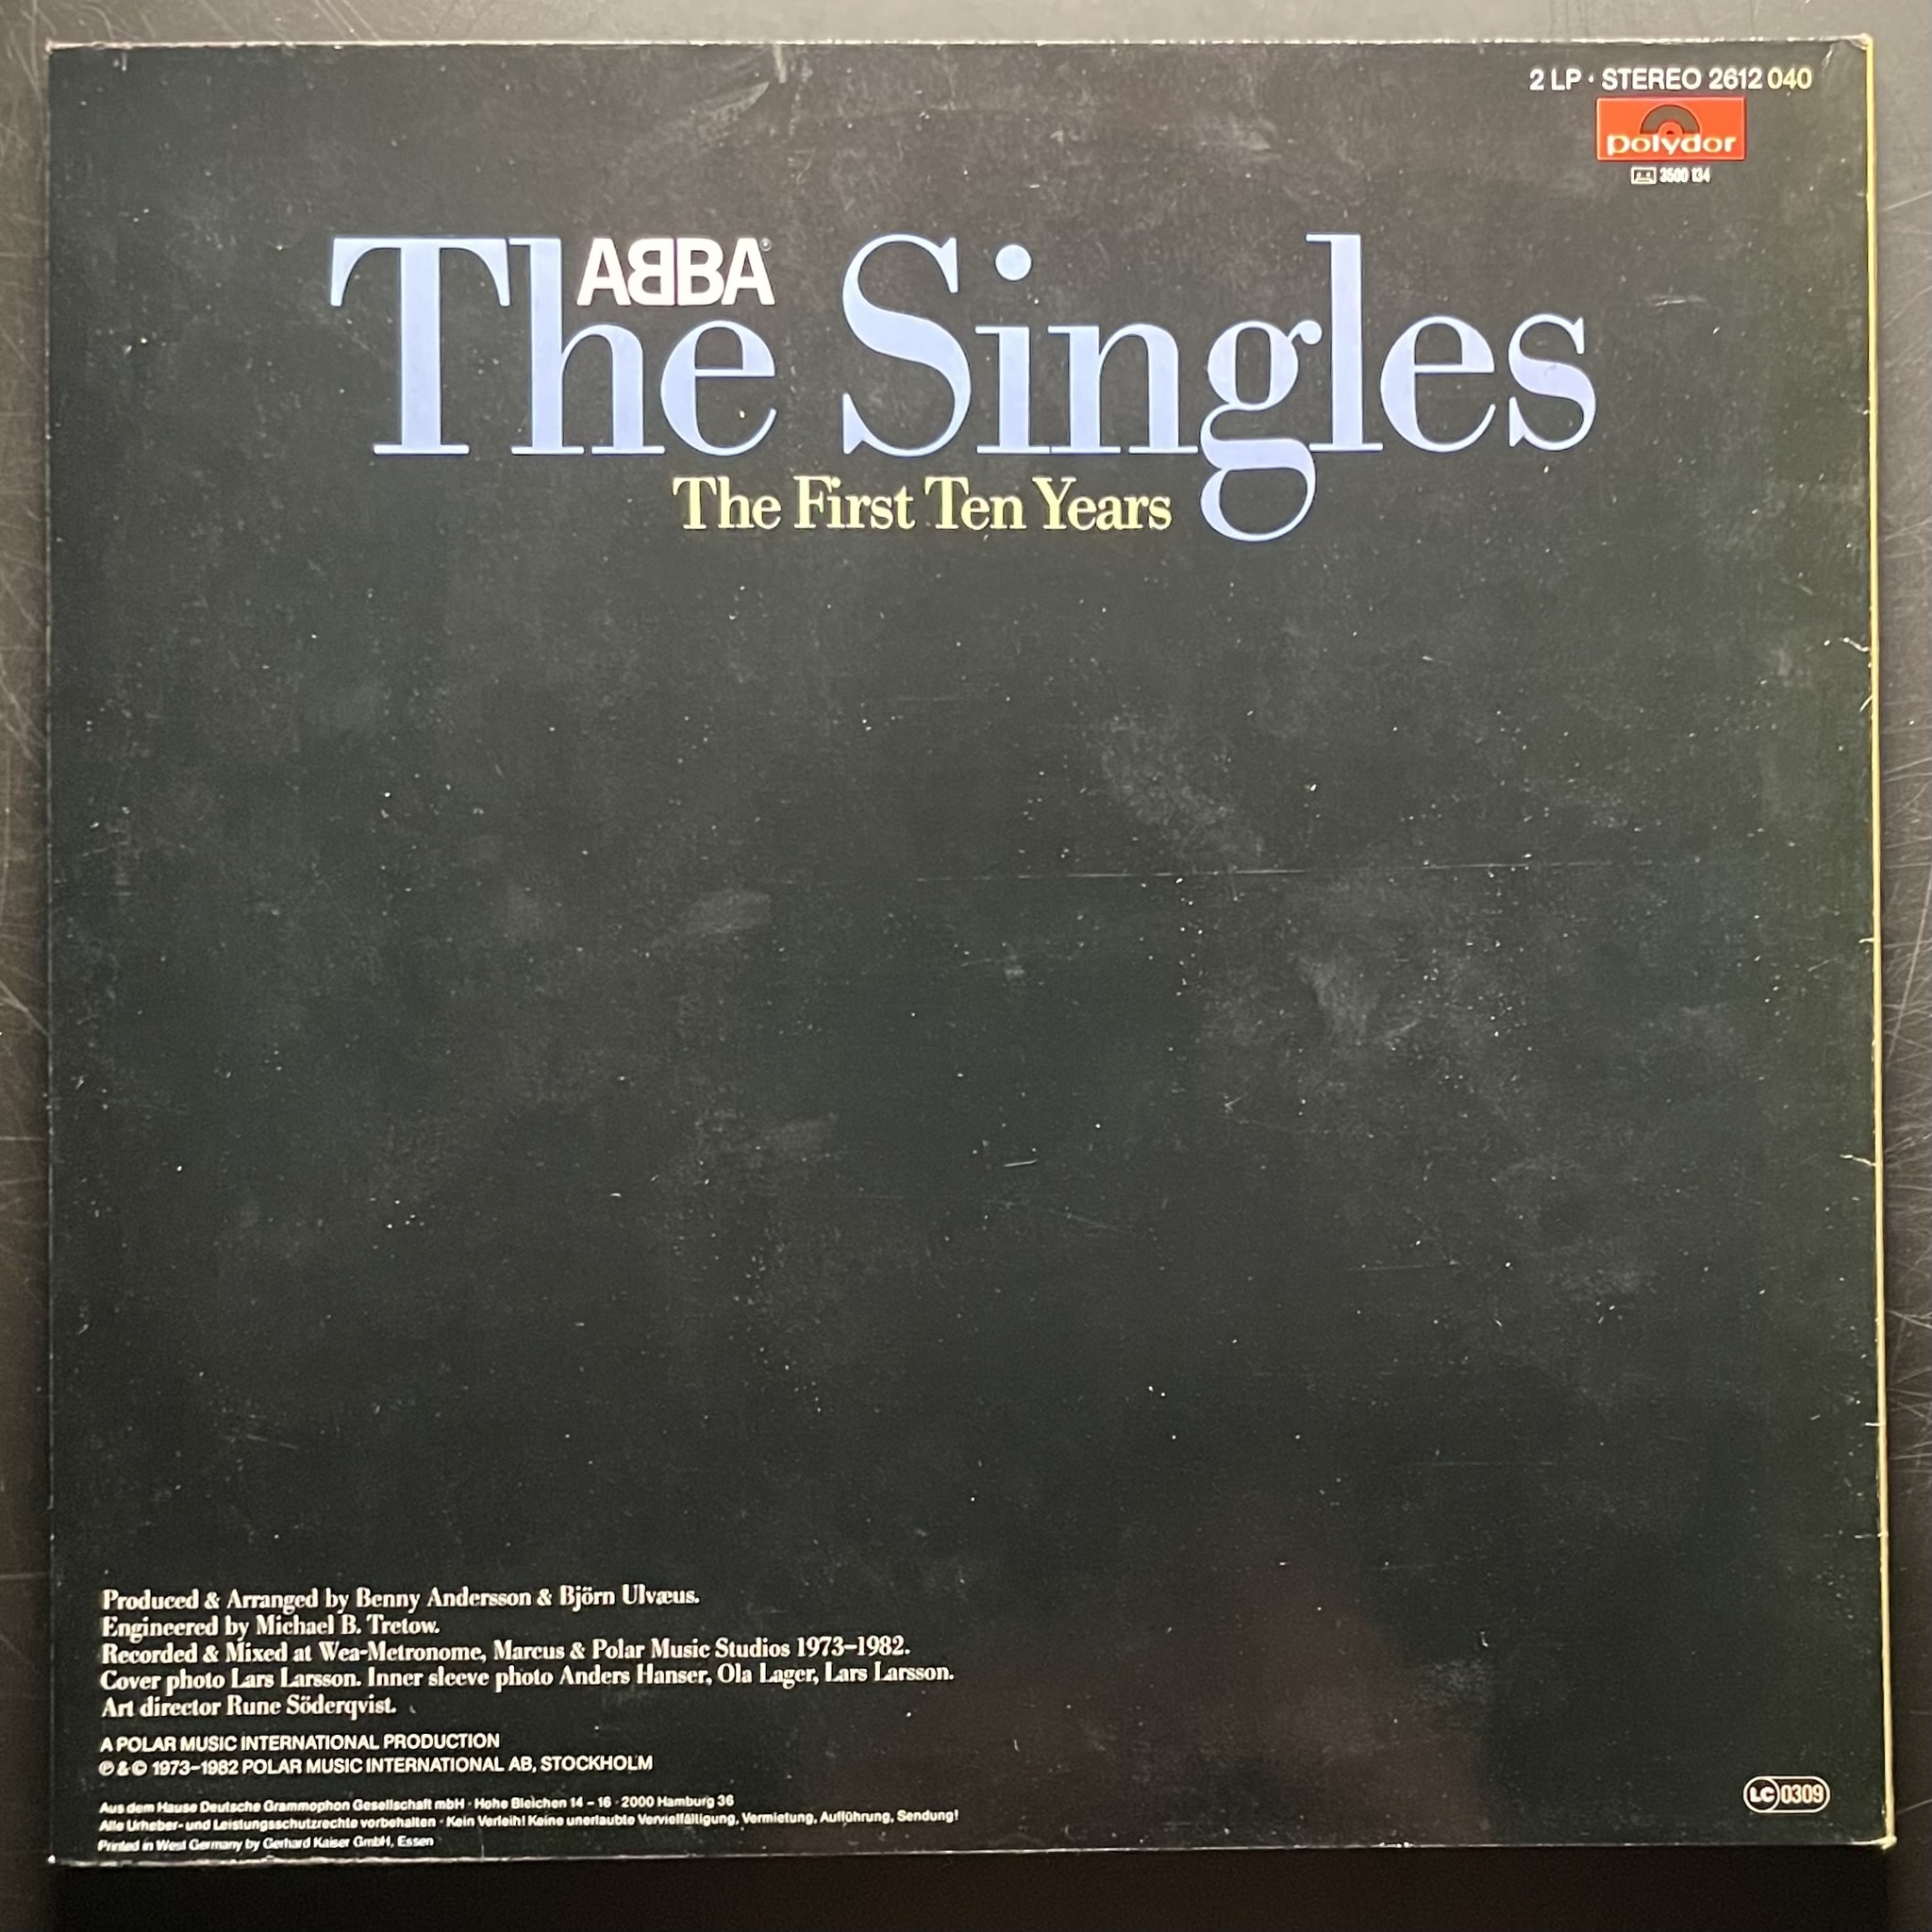 2 LP · STEREO 2612 040
polydor
3500 134
ABBA®
The Singles
The First Ten Years
Produced & Arranged by Benny Andersson & Björn Ulvæus.
Engineered by Michael B. Tretow.
Recorded & Mixed at Wea-Metronome, Marcus & Polar Music Studios 1973–1982.
Cover photo Lars Larsson. Inner sleeve photo Anders Hanser, Ola Lager, Lars Larsson.
Art director Rune Söderqvist.
A POLAR MUSIC INTERNATIONAL PRODUCTION
℗ & © 1973–1982 POLAR MUSIC INTERNATIONAL AB, STOCKHOLM
Aus dem Hause Deutsche Grammophon Gesellschaft mbH · Hohe Bleichen 14 – 16 · 2000 Hamburg 36
Alle Urheber- und Leistungsschutzrechte vorbehalten · Kein Verleih! Keine unerlaubte Vervielfältigung, Vermietung, Aufführung, Sendung!
Printed in West Germany by Gerhard Kaiser GmbH, Essen
LC 0309